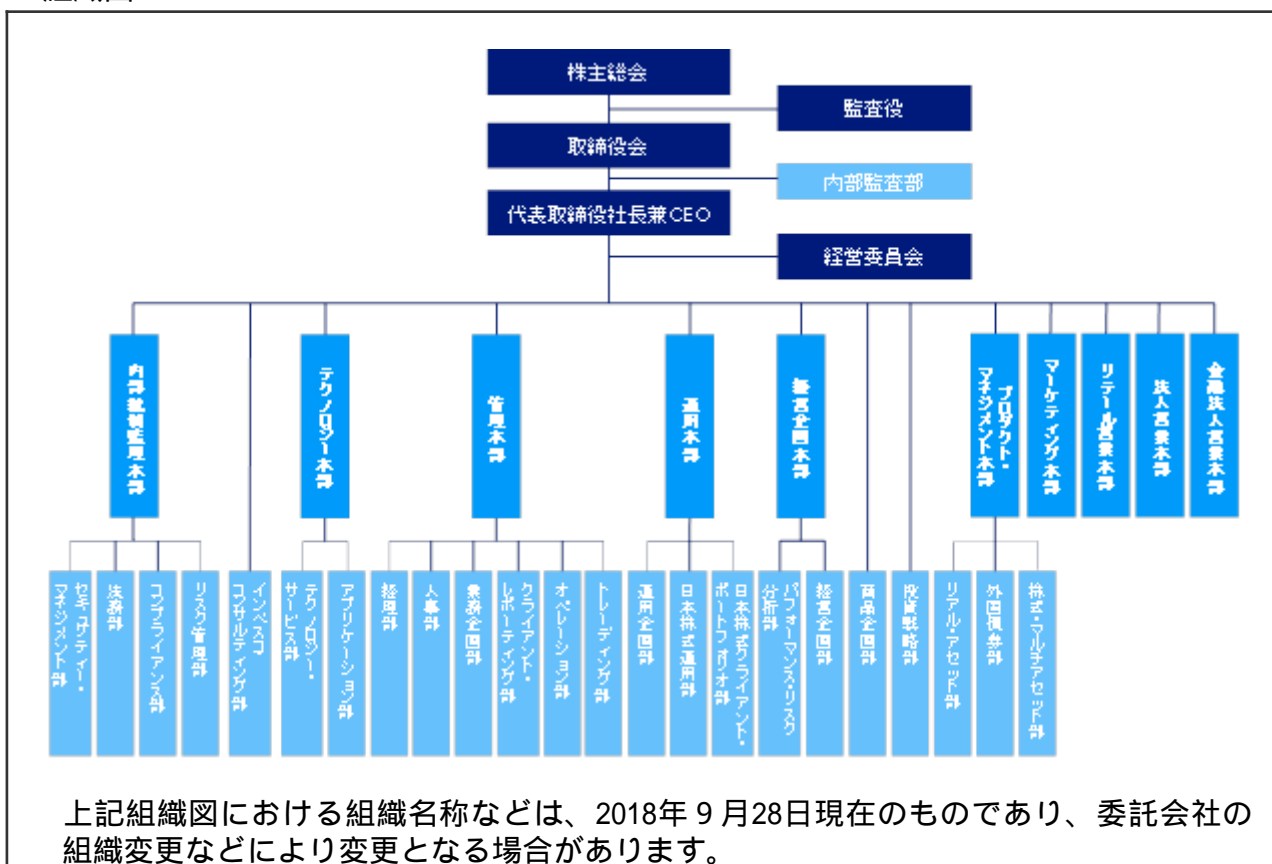 株主総会
監査役
取締役会
内部監査部
代表取締役社長兼CEO
経営委員会
内部統制監理本部
テクノロジー本部
管理本部
運用本部
経営企画本部
プロダクト・
マネジメント本部
マーケティング本部
リテール営業本部
法人営業本部
金融法人営業本部
セキュリティー・
マネジメント部
法務部
コンプライアンス部
リスク管理部
インベスコ
コンサルティング部
テクノロジー・
サービス部
アプリケーション部
経理部
人事部
業務企画部
クライアント・
レポーティング部
オペレーション部
トレーディング部
運用企画部
日本株式運用部
日本株式クライアント・
ポートフォリオ部
パフォーマンス・リスク
分析部
経営企画部
商品企画部
投資戦略部
リアル・アセット部
外国債券部
株式・マルチアセット部
上記組織図における組織名称などは、2018年9月28日現在のものであり、委託会社の
組織変更などにより変更となる場合があります。